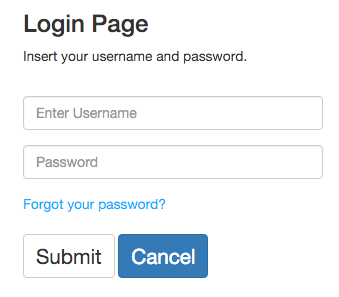 Login Page
Insert your username and password.
Enter Username
Password
Forgot your password?
Submit Cancel